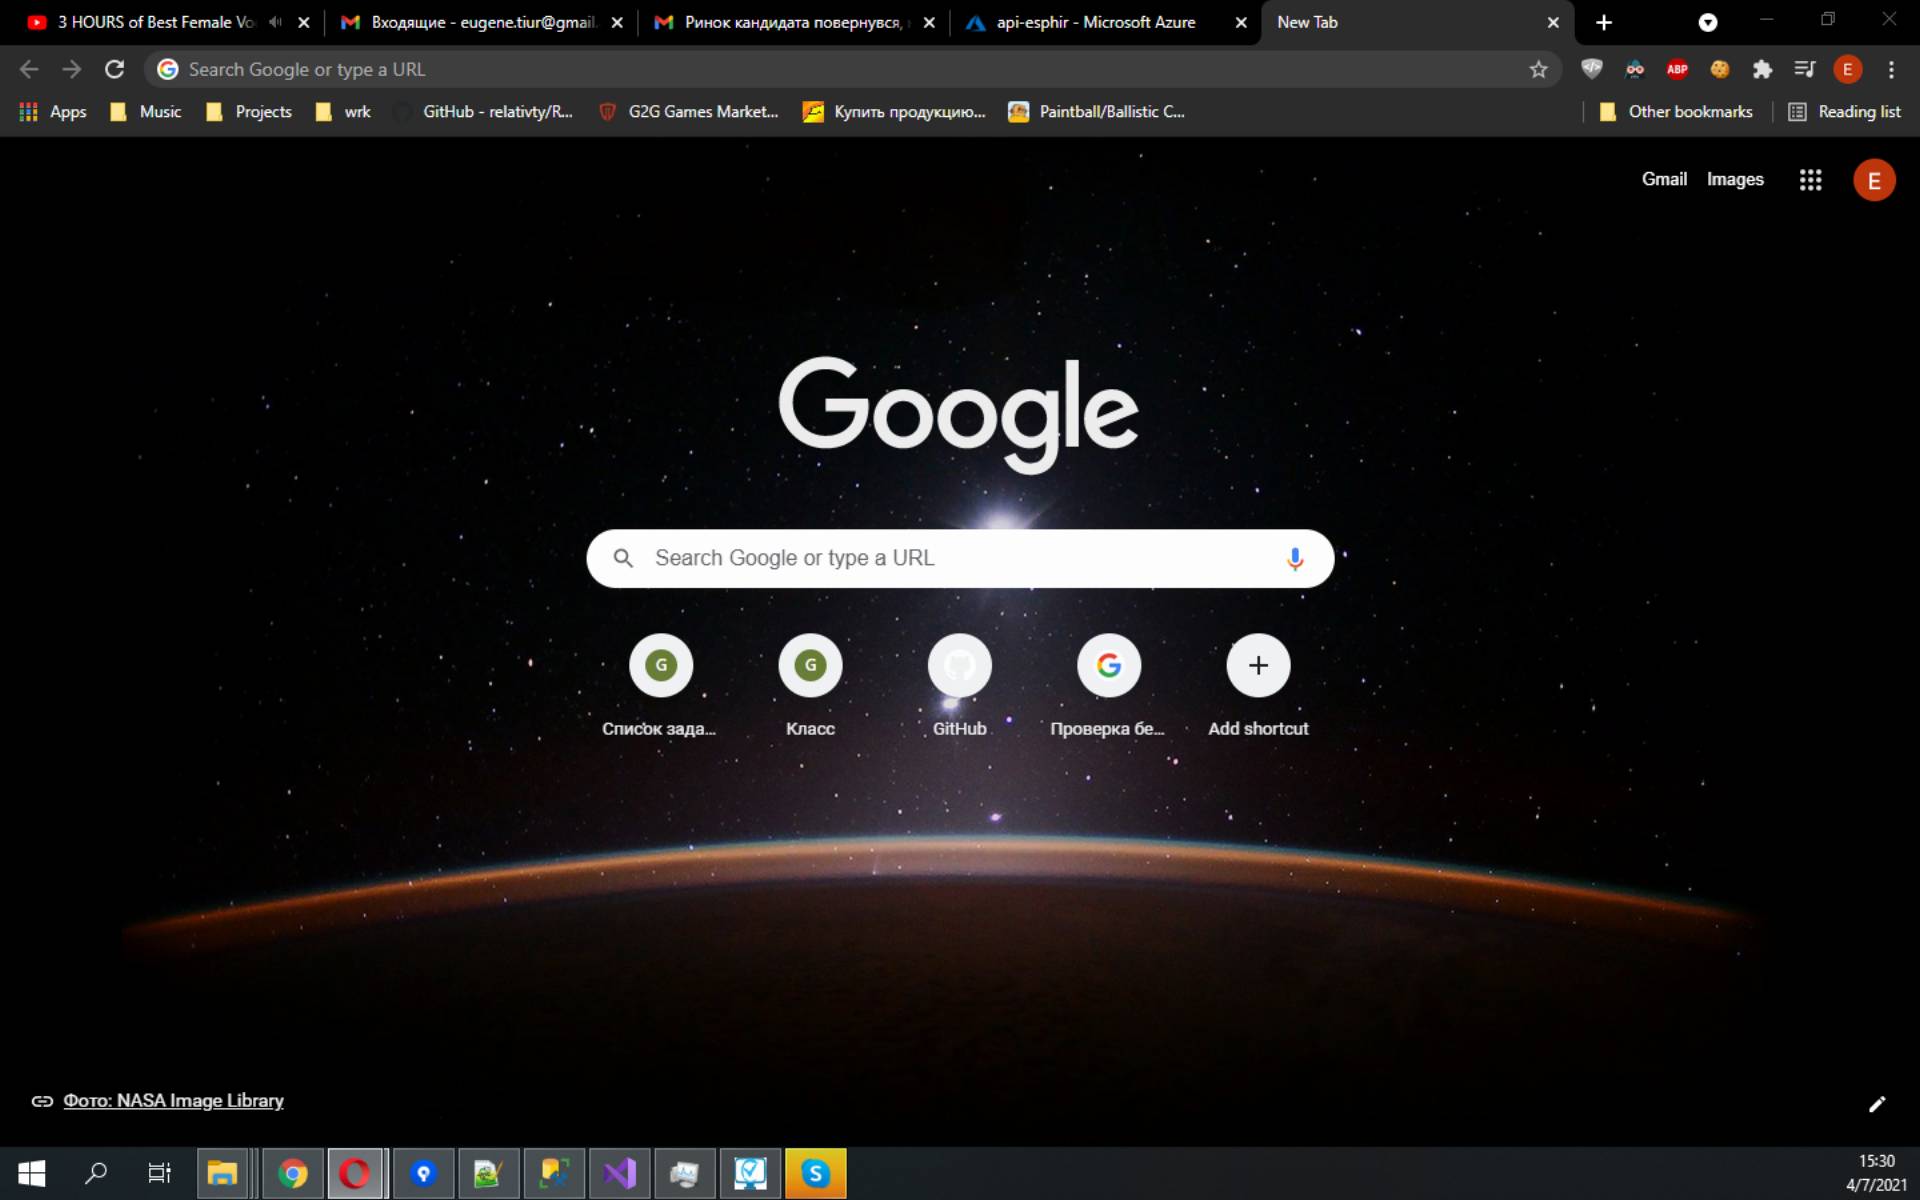 3 HOURS of Best Female Vo
Входящие - eugene.tiur@gmail.
Ринок кандидата повернувся,
api-esphir - Microsoft Azure
New Tab
Search Google or type a URL
ABP
E
Apps
Music
Projects
wrk
GitHub - relativty/R...
G2G Games Market...
Купить продукцию...
Paintball/Ballistic C...
Other bookmarks
Reading list
Gmail
Images
E
Google
Search Google or type a URL
G
G
Список зада...
Класс
GitHub
Проверка бе...
Add shortcut
Фото: NASA Image Library
15:30
4/7/2021